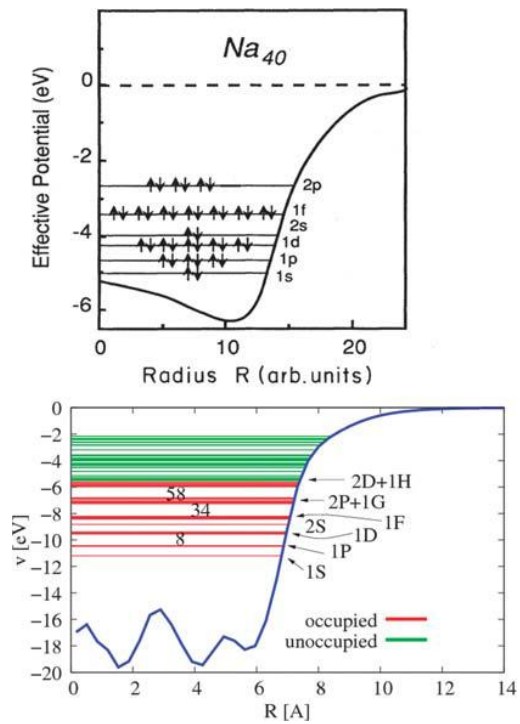 Na40
Effective Potential (eV)
0
-2
-4
-6
2p
1f
2s
1d
1p
1s
0
10
20
Radius R (arb.units)
v [eV]
0
−2
−4
−6
−8
−10
−12
−14
−16
−18
−20
58
34
8
2D+1H
2P+1G
1F
2S
1D
1P
1S
occupied
unoccupied
0 2 4 6 8 10 12 14
R [A]